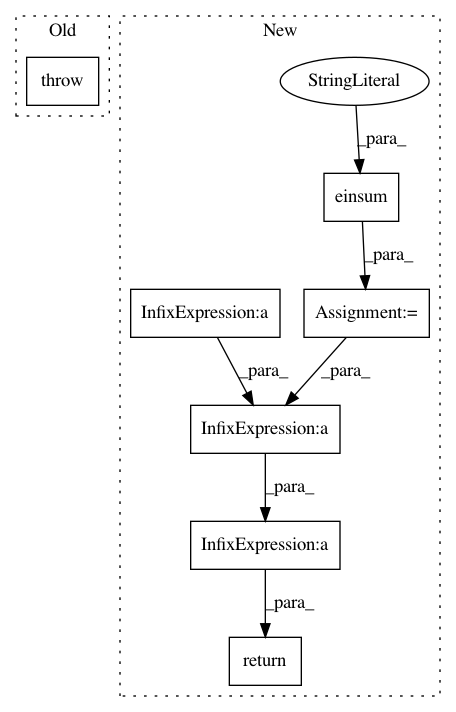 Old
New
throw
StringLiteral
_para_
einsum
_para_
InfixExpression:a
Assignment:=
_para_
_para_
InfixExpression:a
_para_
InfixExpression:a
_para_
return